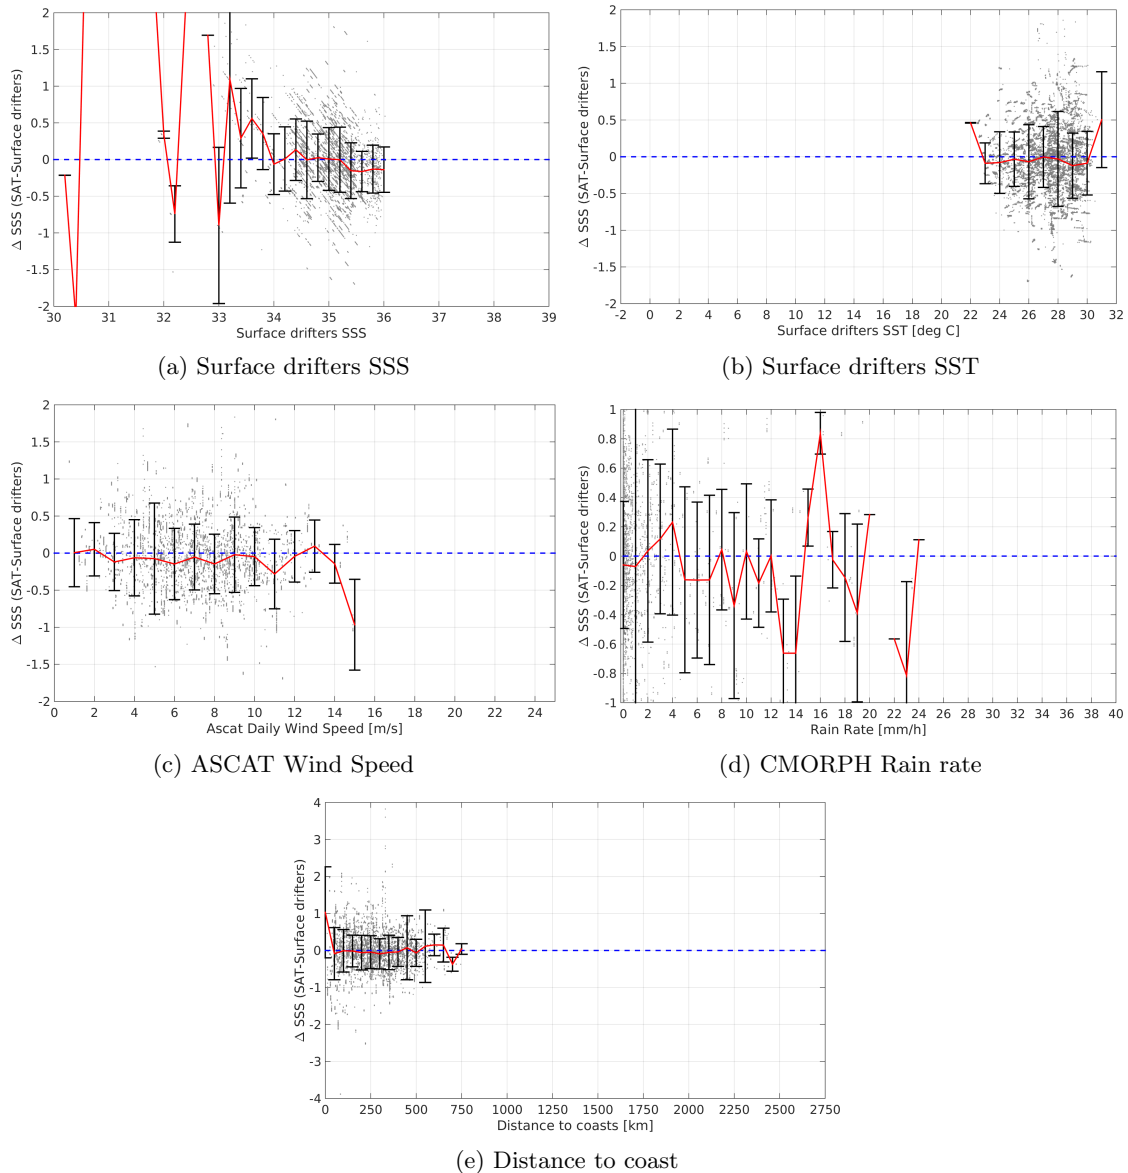 2
1.5
1
0.5
0
-0.5
-1
-1.5
-2
Δ SSS (SAT-Surface drifters)
30 31 32 33 34 35 36 37 38 39
Surface drifters SSS
(a) Surface drifters SSS
2
1.5
1
0.5
0
-0.5
-1
-1.5
-2
Δ SSS (SAT-Surface drifters)
-2 0 2 4 6 8 10 12 14 16 18 20 22 24 26 28 30 32
Surface drifters SST [deg C]
(b) Surface drifters SST
2
1.5
1
0.5
0
-0.5
-1
-1.5
-2
Δ SSS (SAT-Surface drifters)
0 2 4 6 8 10 12 14 16 18 20 22 24
Ascat Daily Wind Speed [m/s]
(c) ASCAT Wind Speed
1
0.8
0.6
0.4
0.2
0
-0.2
-0.4
-0.6
-0.8
-1
Δ SSS (SAT-Surface drifters)
0 2 4 6 8 10 12 14 16 18 20 22 24 26 28 30 32 34 36 38 40
Rain Rate [mm/h]
(d) CMORPH Rain rate
4
3
2
1
0
-1
-2
-3
-4
Δ SSS (SAT-Surface drifters)
0 250 500 750 1000 1250 1500 1750 2000 2250 2500 2750
Distance to coasts [km]
(e) Distance to coast